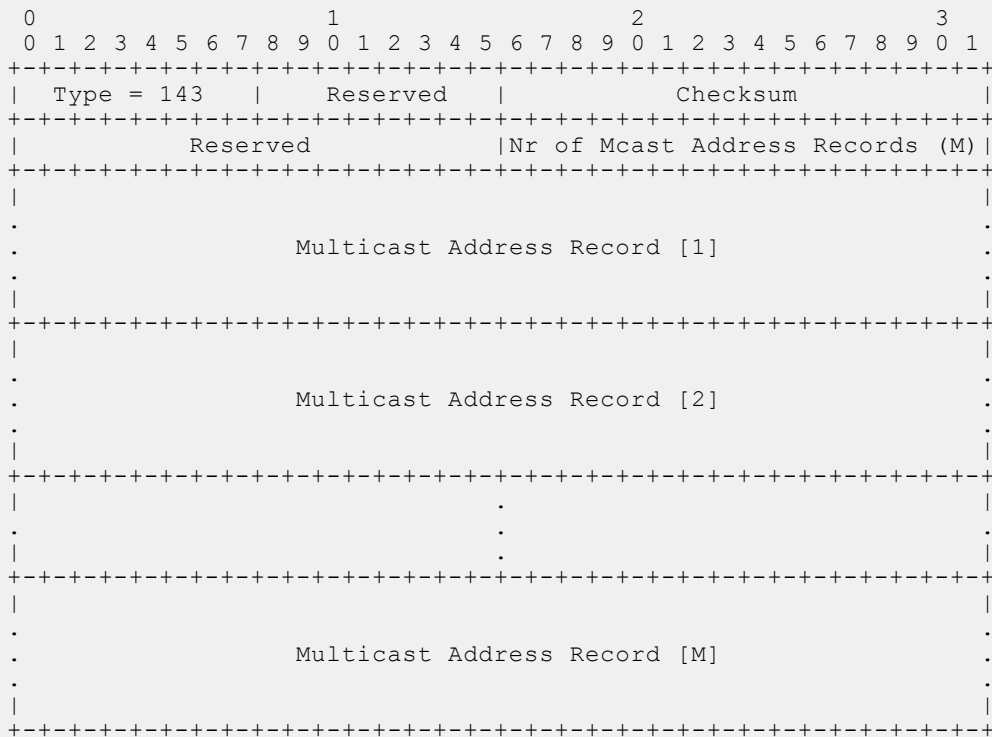 0                   1                   2                   3
 0 1 2 3 4 5 6 7 8 9 0 1 2 3 4 5 6 7 8 9 0 1 2 3 4 5 6 7 8 9 0 1
+-+-+-+-+-+-+-+-+-+-+-+-+-+-+-+-+-+-+-+-+-+-+-+-+-+-+-+-+-+-+-+-+
|  Type = 143   |    Reserved   |           Checksum            |
+-+-+-+-+-+-+-+-+-+-+-+-+-+-+-+-+-+-+-+-+-+-+-+-+-+-+-+-+-+-+-+-+
|           Reserved            |Nr of Mcast Address Records (M)|
+-+-+-+-+-+-+-+-+-+-+-+-+-+-+-+-+-+-+-+-+-+-+-+-+-+-+-+-+-+-+-+-+
|                                                               |
.                                                               .
.                  Multicast Address Record [1]                 .
.                                                               .
|                                                               |
+-+-+-+-+-+-+-+-+-+-+-+-+-+-+-+-+-+-+-+-+-+-+-+-+-+-+-+-+-+-+-+-+
|                                                               |
.                                                               .
.                  Multicast Address Record [2]                 .
.                                                               .
|                                                               |
+-+-+-+-+-+-+-+-+-+-+-+-+-+-+-+-+-+-+-+-+-+-+-+-+-+-+-+-+-+-+-+-+
|                               .                               |
.                               .                               .
|                               .                               |
+-+-+-+-+-+-+-+-+-+-+-+-+-+-+-+-+-+-+-+-+-+-+-+-+-+-+-+-+-+-+-+-+
|                                                               |
.                                                               .
.                  Multicast Address Record [M]                 .
.                                                               .
|                                                               |
+-+-+-+-+-+-+-+-+-+-+-+-+-+-+-+-+-+-+-+-+-+-+-+-+-+-+-+-+-+-+-+-+